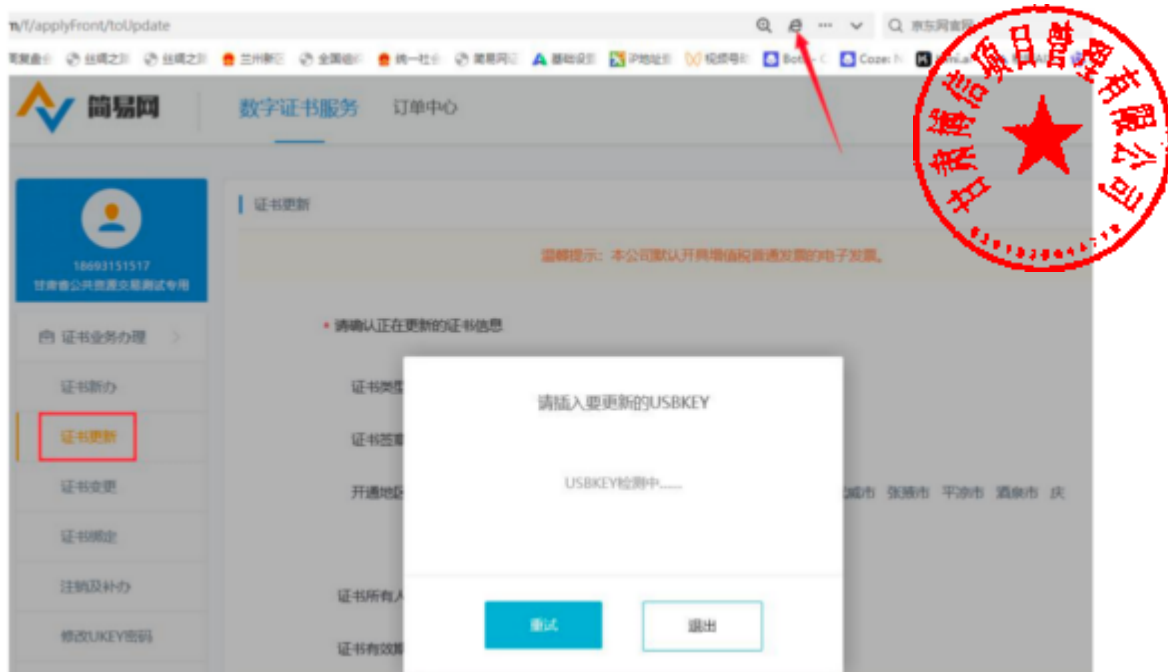 n/f/applyFront/toUpdate
简易网
数字证书服务
订单中心
证书更新
18693151517
甘肃省公共资源交易测试专用
温馨提示：本公司默认开具增值税普通发票的电子发票。
证书业务办理
* 请确认正在更新的证书信息
证书新办
证书类型
请插入要更新的USBKEY
证书更新
证书签章
证书变更
开通地区
USBKEY检测中......
张掖市 平凉市 酒泉市 庆
证书绑定
注销及补办
证书所有人
重试
退出
修改UKEY密码
证书有效期
甘肃博信项目管理有限公司